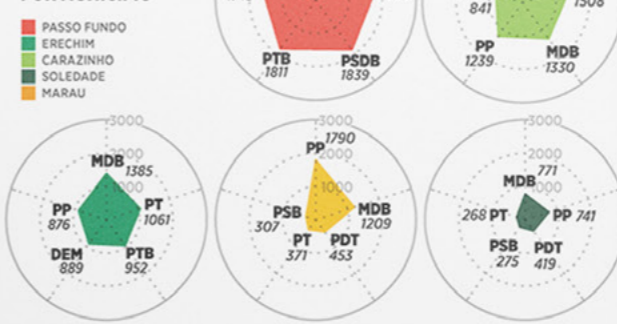 PASSO FUNDO
ERECHIM
CARAZINHO
SOLEDADE
MARAU
PTB
1811
PSDB
1839
841
1508
PP
1239
MDB
1330
3000
2000
1000
MDB
1385
PT
1061
PTB
952
DEM
889
PP
876
3000
2000
1000
PP
1790
MDB
1209
PDT
453
PT
371
PSB
307
3000
2000
1000
MDB
771
PP 741
PDT
419
PSB
275
268 PT